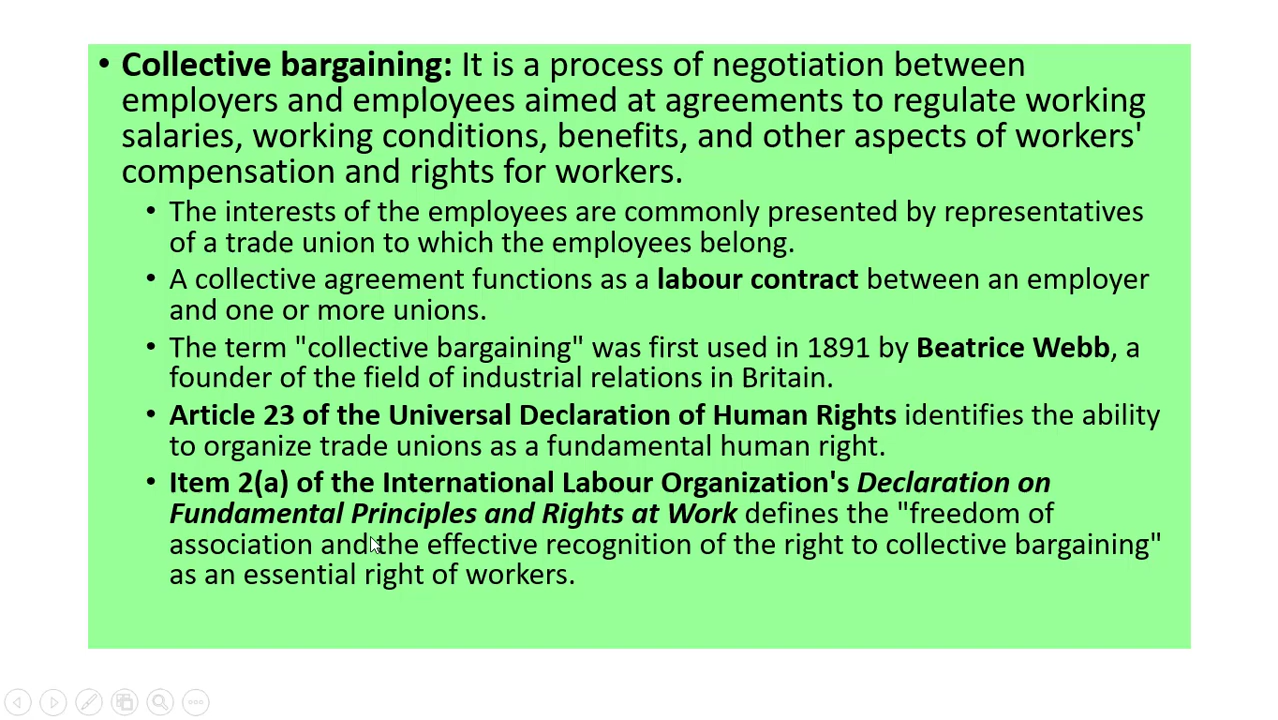 • Collective bargaining: It is a process of negotiation between
employers and employees aimed at agreements to regulate working
salaries, working conditions, benefits, and other aspects of workers'
compensation and rights for workers.
• The interests of the employees are commonly presented by representatives
of a trade union to which the employees belong.
• A collective agreement functions as a labour contract between an employer
and one or more unions.
• The term "collective bargaining" was first used in 1891 by Beatrice Webb, a
founder of the field of industrial relations in Britain.
• Article 23 of the Universal Declaration of Human Rights identifies the ability
to organize trade unions as a fundamental human right.
• Item 2(a) of the International Labour Organization's Declaration on
Fundamental Principles and Rights at Work defines the "freedom of
association and the effective recognition of the right to collective bargaining"
as an essential right of workers.